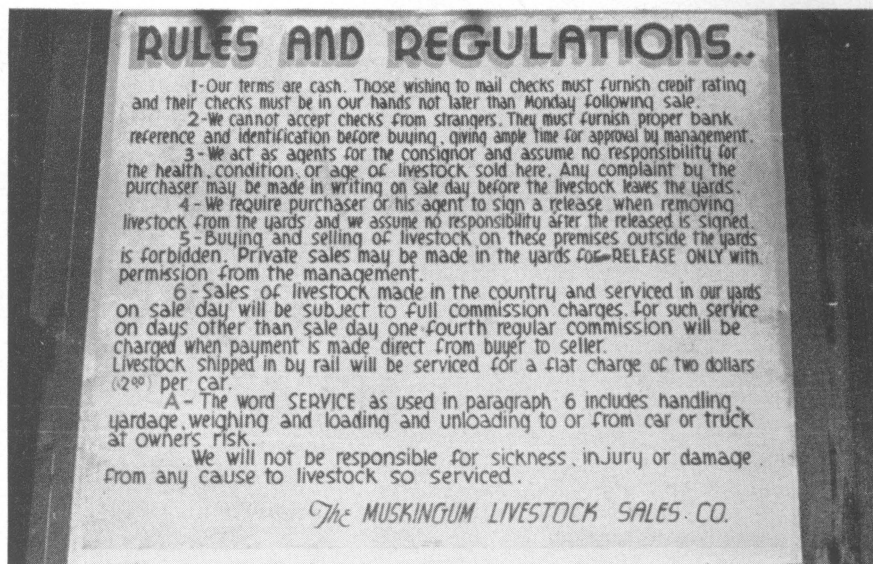 RULES AND REGULATIONS..
1-Our terms are cash. Those wishing to mail checks must furnish credit rating
and their checks must be in our hands not later than Monday following sale.
2-We cannot accept checks from strangers. They must furnish proper bank
reference and identification before buying, giving ample time for approval by management.
3-We act as agents for the consignor and assume no responsibility for
the health, condition, or age of livestock sold here. Any complaint by the
purchaser may be made in writing on sale day before the livestock leaves the yards.
4-We require purchaser or his agent to sign a release when removing
livestock from the yards and we assume no responsibility after the released is signed.
5-Buying and selling of livestock on these premises outside the yards
is forbidden. Private sales may be made in the yards for RELEASE ONLY with
permission from the management.
6-Sales of livestock made in the country and serviced in our yards
on sale day will be subject to full commission charges. For such service
on days other than sale day one fourth regular commission will be
charged when payment is made direct from buyer to seller.
Livestock shipped in by rail will be serviced for a flat charge of two dollars
($2.00) per car.
A- The word SERVICE as used in paragraph 6 includes handling,
yardage, weighing and loading and unloading to or from car or truck
at owners risk.
We will not be responsible for sickness, injury or damage
from any cause to livestock so serviced.
The MUSKINGUM LIVESTOCK SALES. CO.